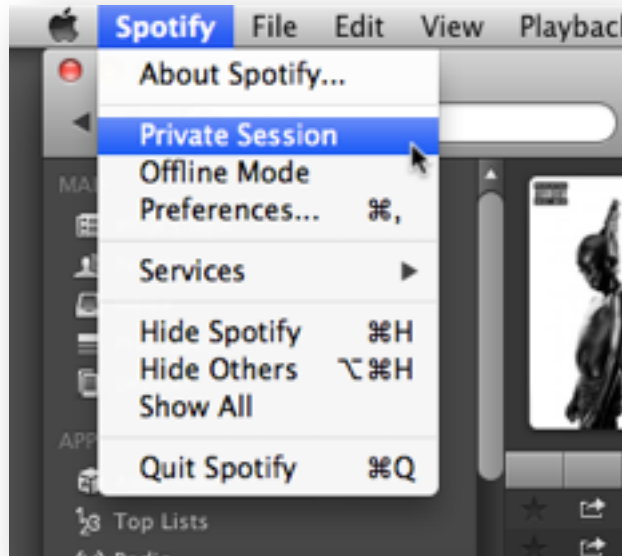 Spotify File Edit View
About Spotify...
Private Session
Offline Mode
Preferences... ⌘,
Services ▶
Hide Spotify ⌘H
Hide Others ⌥⌘H
Show All
Quit Spotify ⌘Q
Top Lists